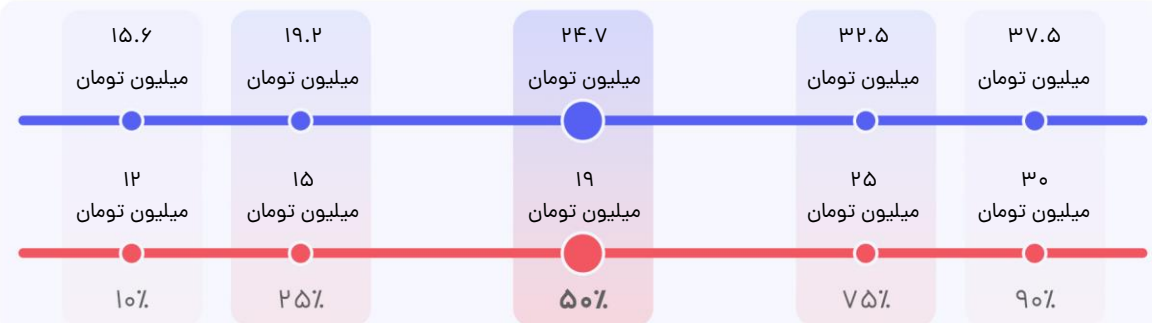 ۱۵.۶ ۱۹.۲ ۲۴.۷ ۳۲.۵ ۳۷.۵
میلیون تومان میلیون تومان میلیون تومان میلیون تومان میلیون تومان
۱۲ ۱۵ ۱۹ ۲۵ ۳۰
میلیون تومان میلیون تومان میلیون تومان میلیون تومان میلیون تومان
۱۰٪ ۲۵٪ ۵۰٪ ۷۵٪ ۹۰٪